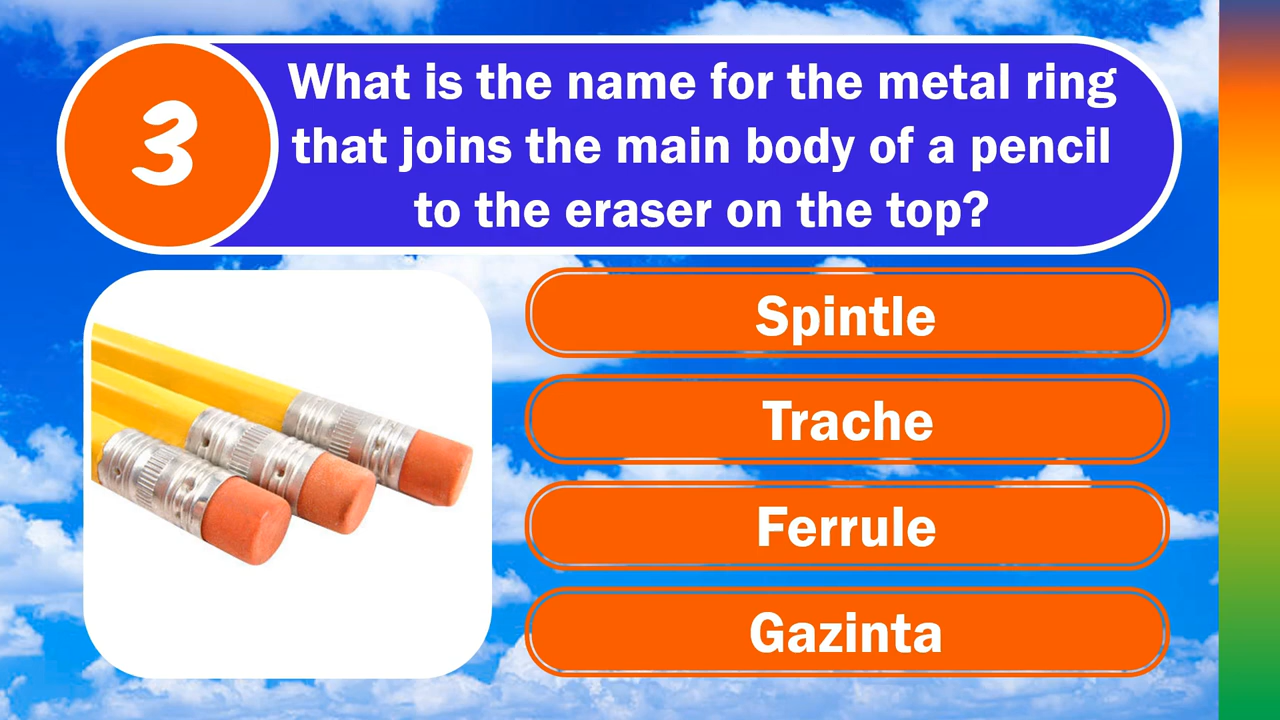 3
What is the name for the metal ring
that joins the main body of a pencil
to the eraser on the top?
Spintle
Trache
Ferrule
Gazinta